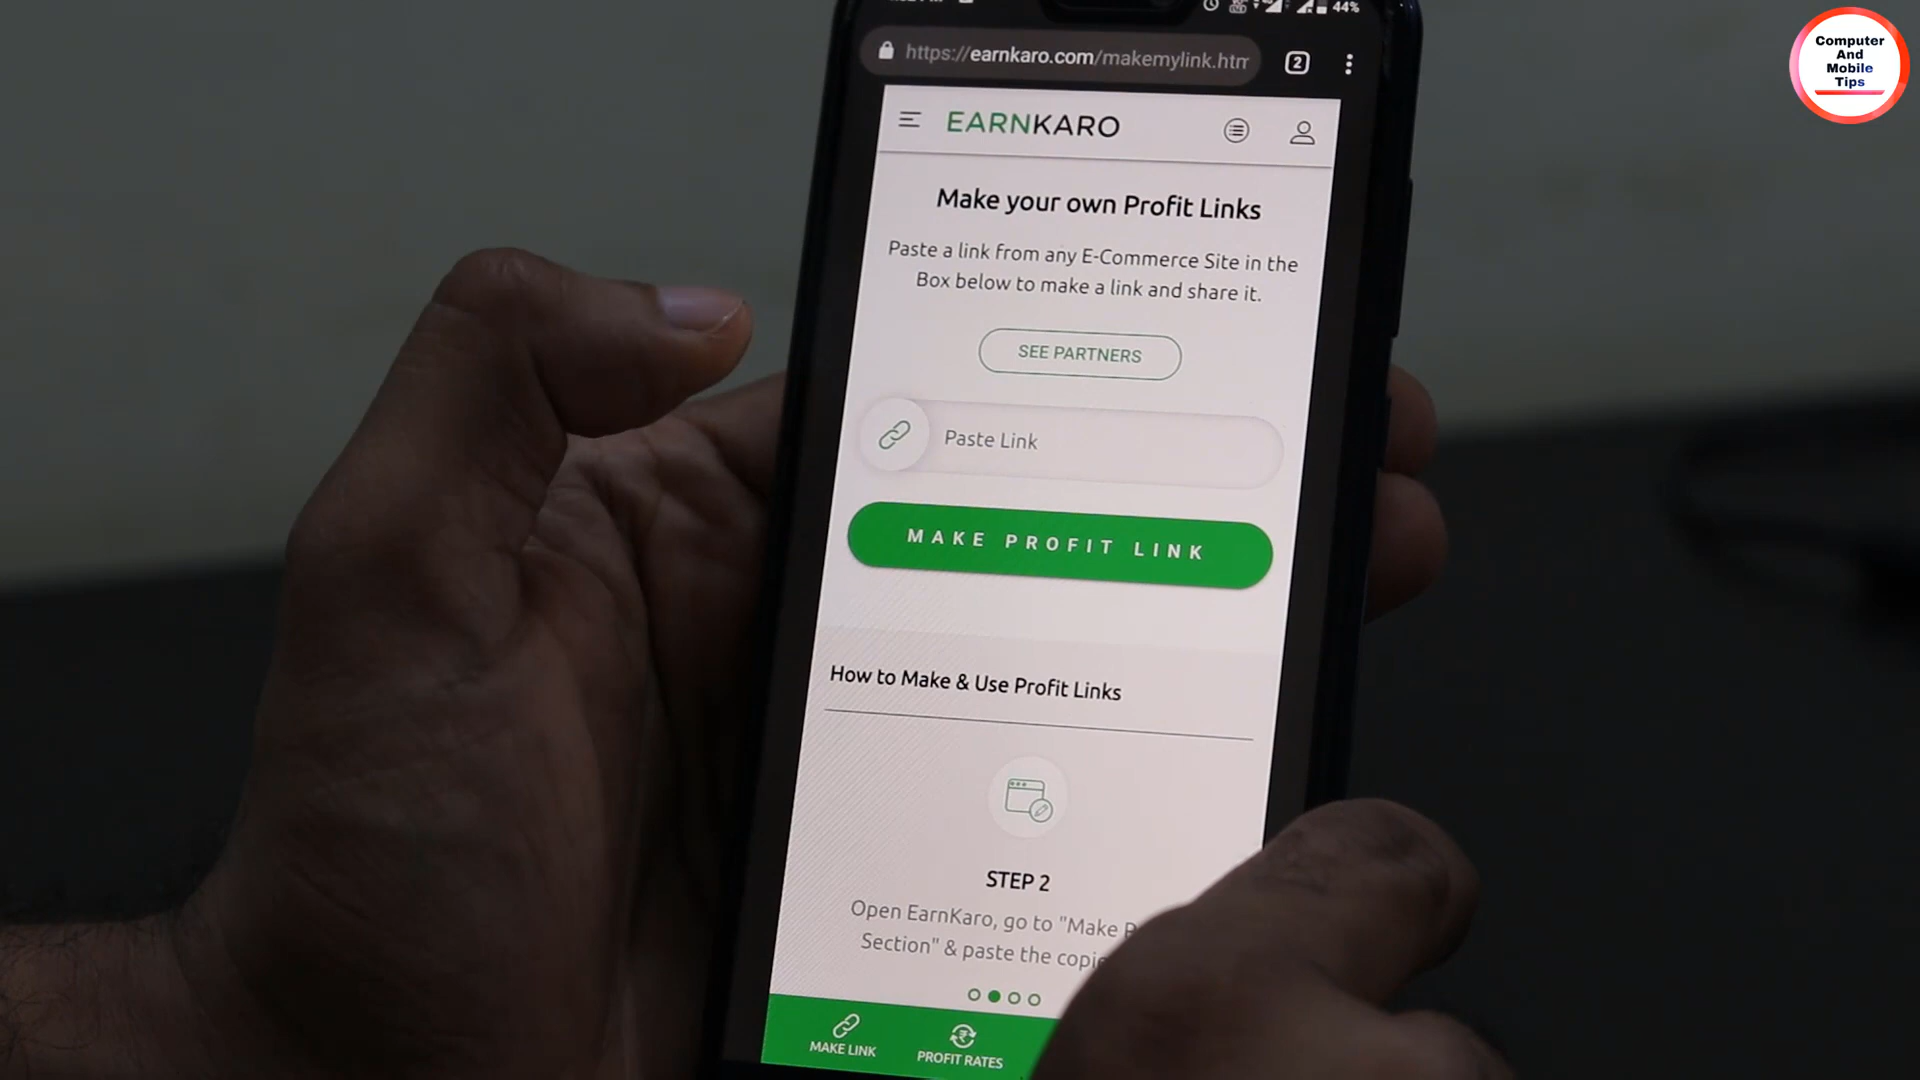 44%
https://earnkaro.com/makemylink.htm
2
EARNKARO
Make your own Profit Links
Paste a link from any E-Commerce Site in the
Box below to make a link and share it.
SEE PARTNERS
Paste Link
MAKE PROFIT LINK
How to Make & Use Profit Links
STEP 2
Open EarnKaro, go to "Make
Section" & paste the
MAKE LINK
PROFIT RATES
Computer
And
Mobile
Tips